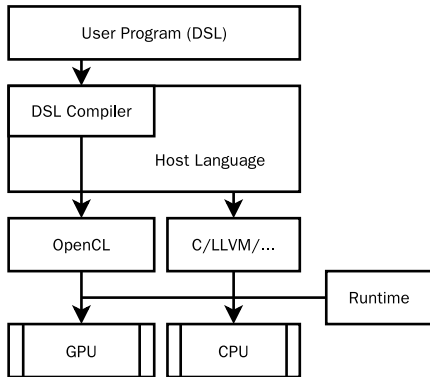 User Program (DSL)
DSL Compiler
Host Language
OpenCL
C/LLVM/...
Runtime
GPU
CPU